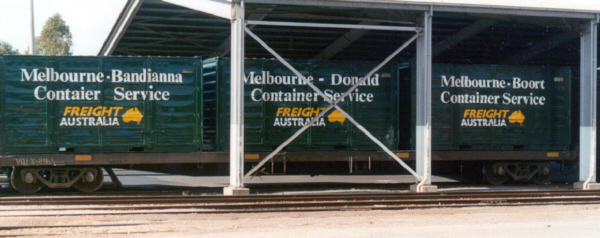 Melbourne-Bandianna
Contaier Service
FREIGHT
AUSTRALIA
Melbourne - Donald
Container Service
FREIGHT
AUSTRALIA
Melbourne-Boort
Container Service
FREIGHT
AUSTRALIA